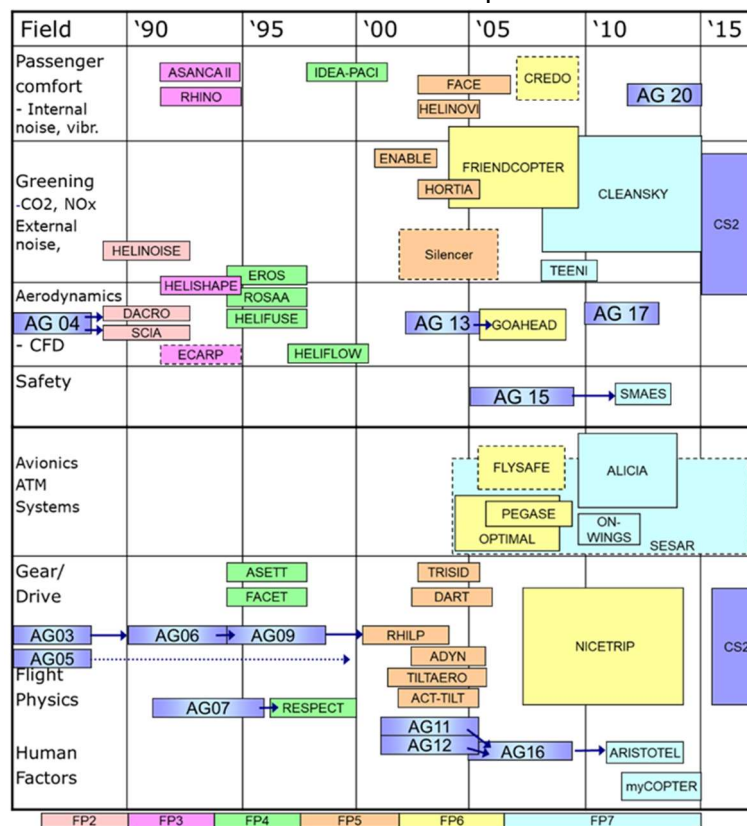 Field
'90
'95
'00
'05
'10
'15
Passenger
comfort
- Internal
noise, vibr.
ASANCA II
RHINO
IDEA-PACI
FACE
HELINOVI
CREDO
AG 20
Greening
-CO2, NOx
External
noise,
ENABLE
HORTIA
FRIENDCOPTER
CLEANSKY
CS2
Silencer
TEENI
HELINOISE
HELISHAPE
EROS
ROSAA
HELIFUSE
Aerodynamics
AG 04
- CFD
DACRO
SCIA
ECARP
HELIFLOW
AG 13
GOAHEAD
AG 17
Safety
AG 15
SMAES
Avionics
ATM
Systems
FLYSAFE
ALICIA
PEGASE
OPTIMAL
ON-
WINGS
SESAR
Gear/
Drive
ASETT
FACET
TRISID
DART
NICETRIP
CS2
AG03
AG06
AG09
RHILP
AG05
ADYN
Flight
Physics
TILTAERO
ACT-TILT
AG07
RESPECT
AG11
AG12
AG16
ARISTOTEL
Human
Factors
myCOPTER
FP2
FP3
FP4
FP5
FP6
FP7